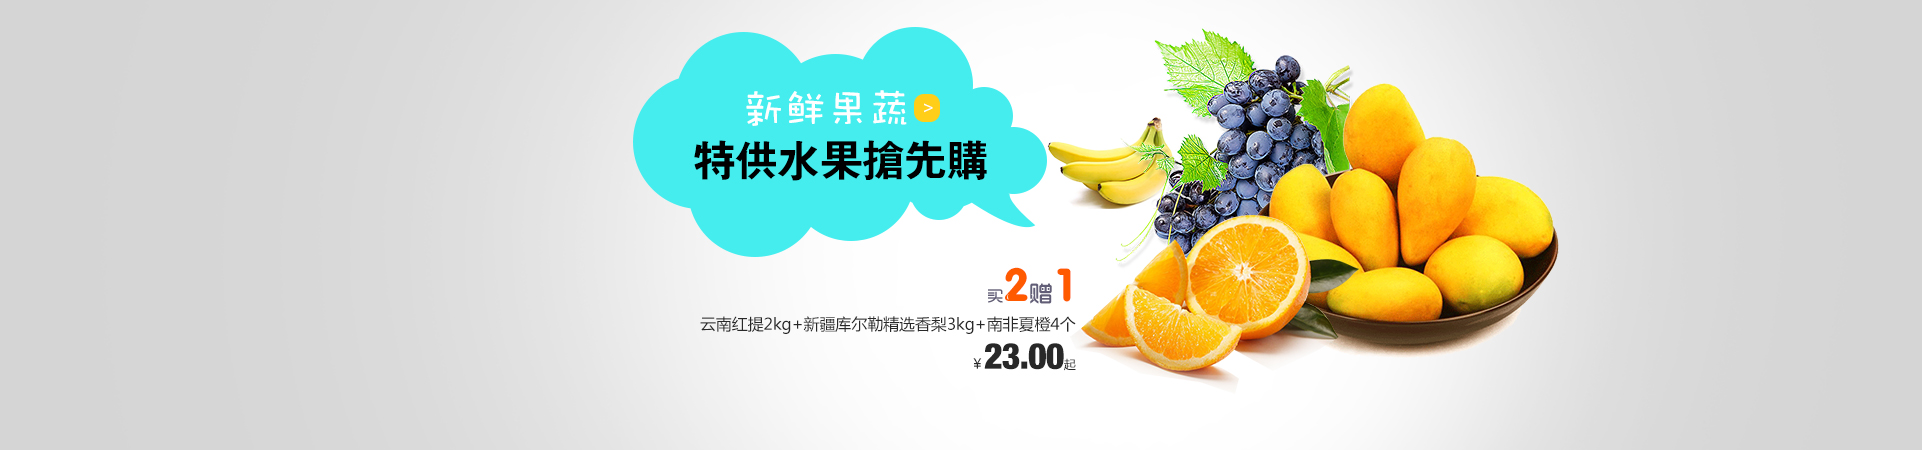 新鲜果蔬 >
特供水果搶先購
买2赠1
云南红提2kg+新疆库尔勒精选香梨3kg+南非夏橙4个
¥23.00起